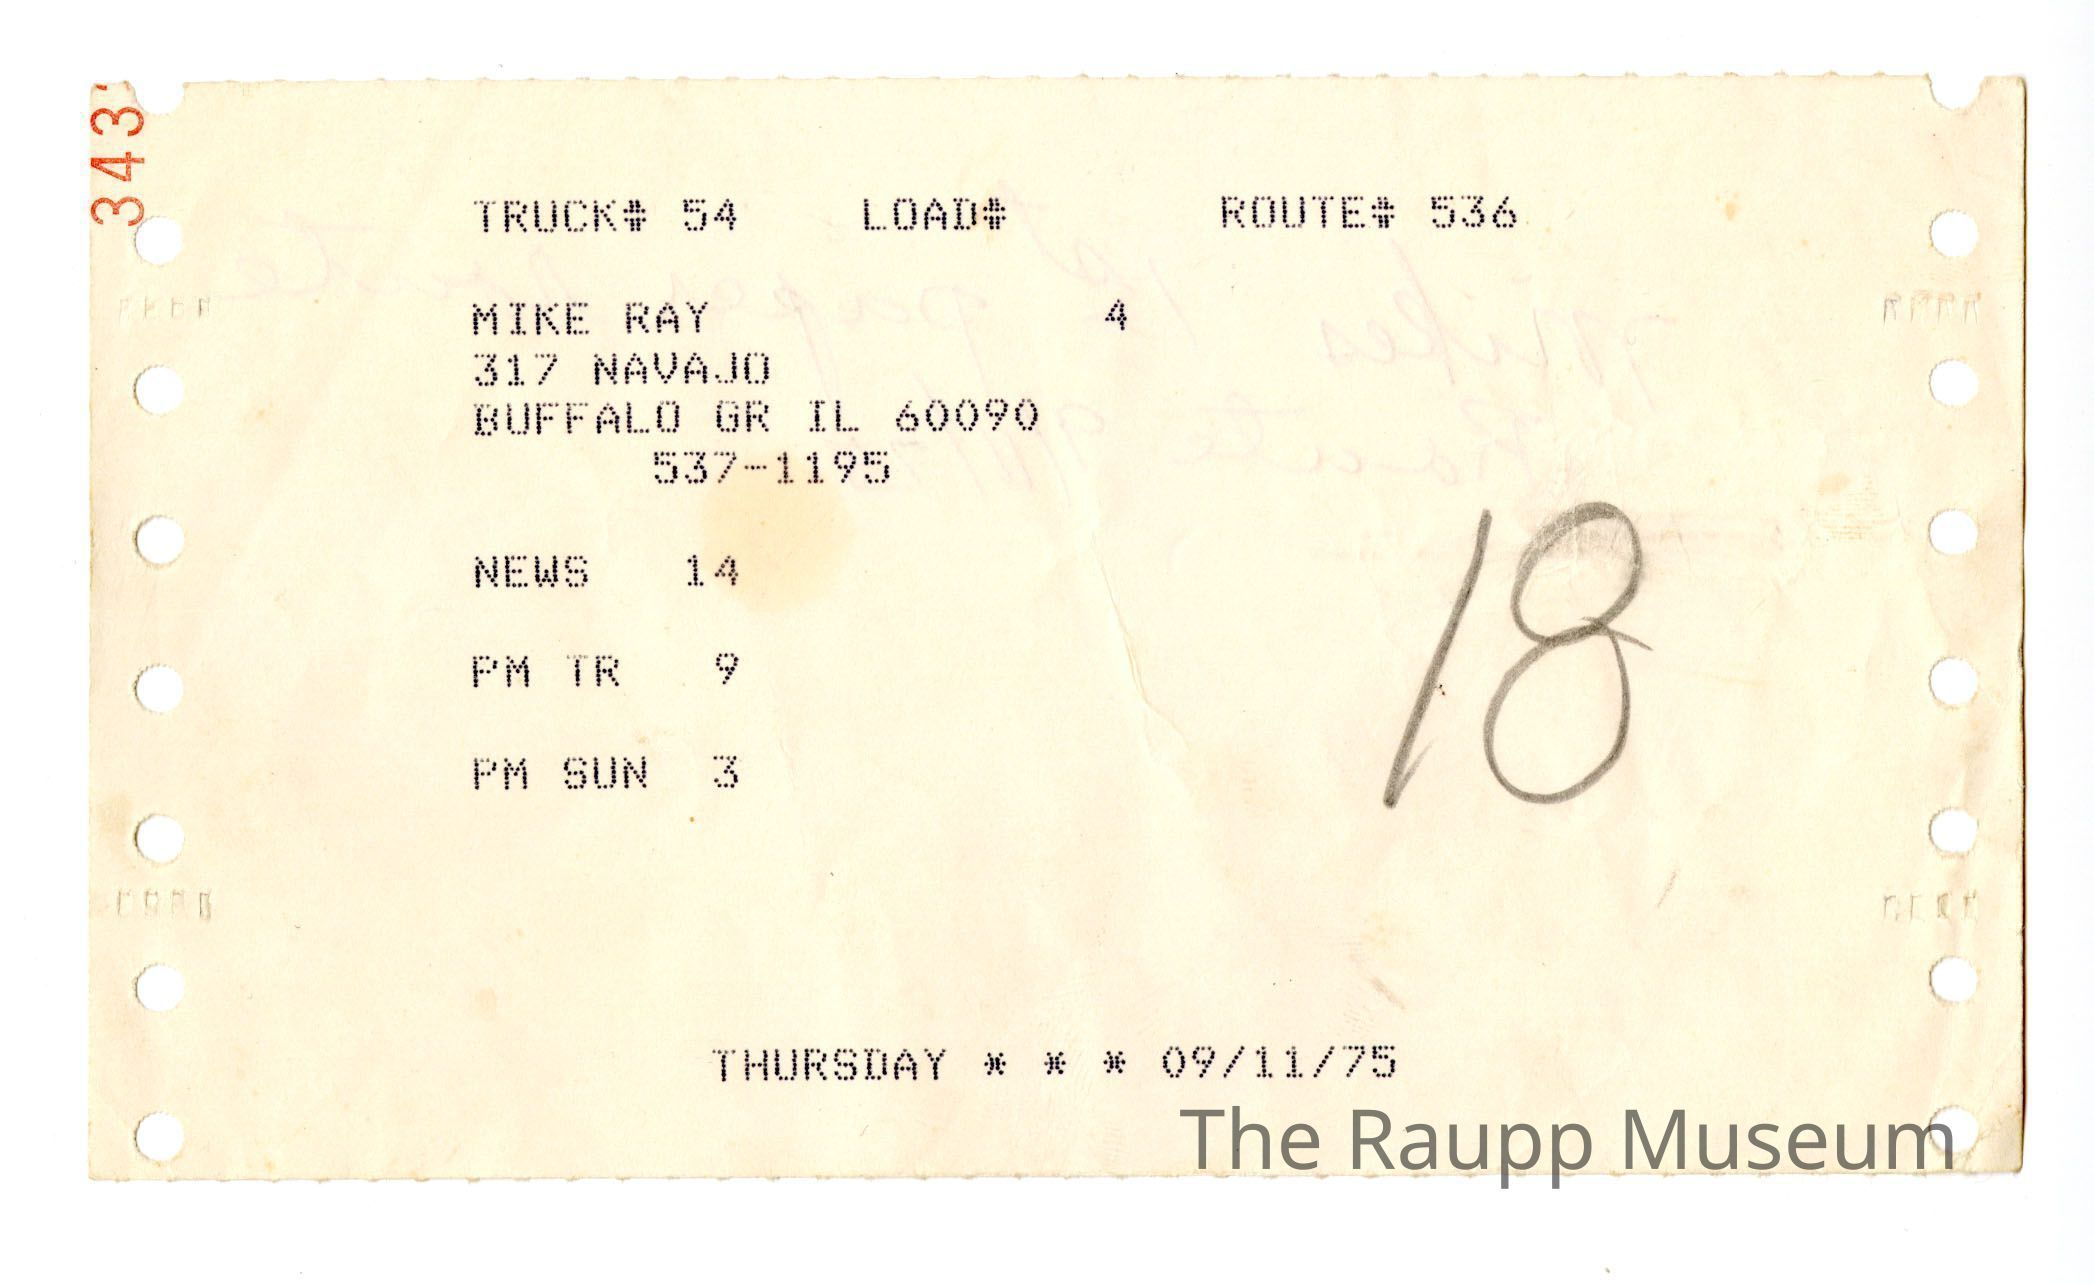 343
TRUCK# 54 LOAD# ROUTE# 536
MIKE RAY 4
317 NAVAJO
BUFFALO GR IL 60090
537-1195
NEWS 14
18
PM TR 9
PM SUN 3
THURSDAY * * * 09/11/75
The Raupp Museum